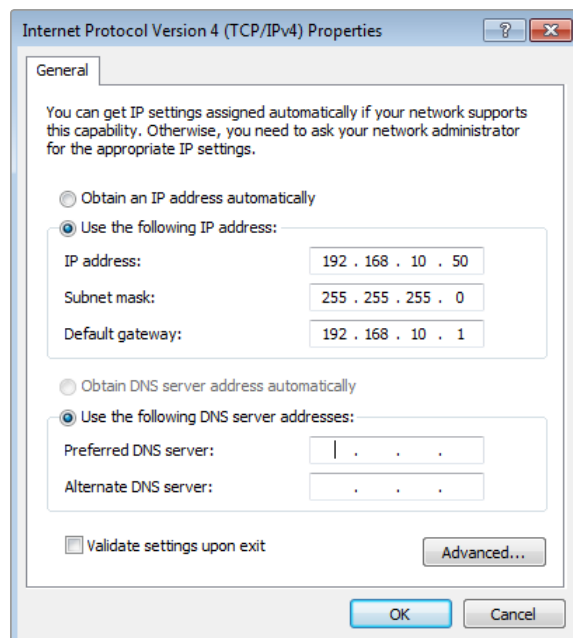 Internet Protocol Version 4 (TCP/IPv4) Properties
General
You can get IP settings assigned automatically if your network supports
this capability. Otherwise, you need to ask your network administrator
for the appropriate IP settings.
Obtain an IP address automatically
Use the following IP address:
IP address: 192 . 168 . 10 . 50
Subnet mask: 255 . 255 . 255 . 0
Default gateway: 192 . 168 . 10 . 1
Obtain DNS server address automatically
Use the following DNS server addresses:
Preferred DNS server: . . .
Alternate DNS server: . . .
Validate settings upon exit
Advanced...
OK Cancel